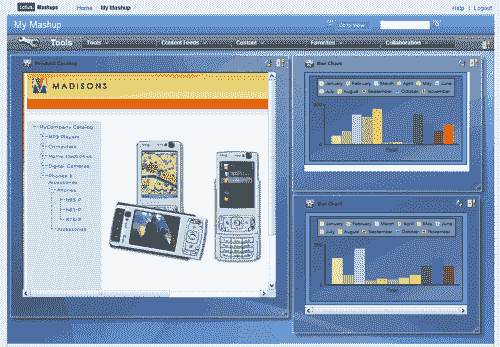 Lotus. Mashups Home | My Mashup Help | Logout
My Mashup Go to View
Tools Tools Content Feeds Custom Favorites Collaboration
Product Catalog
MADISONS
MyCompany Catalog
MP3 Players
Computers
Home Electronics
Digital Cameras
Phones &
Accessories
Phones
Accessories
Bar Chart
January February March April May June
July August September October November
Bar Chart
January February March April May June
July August September October November